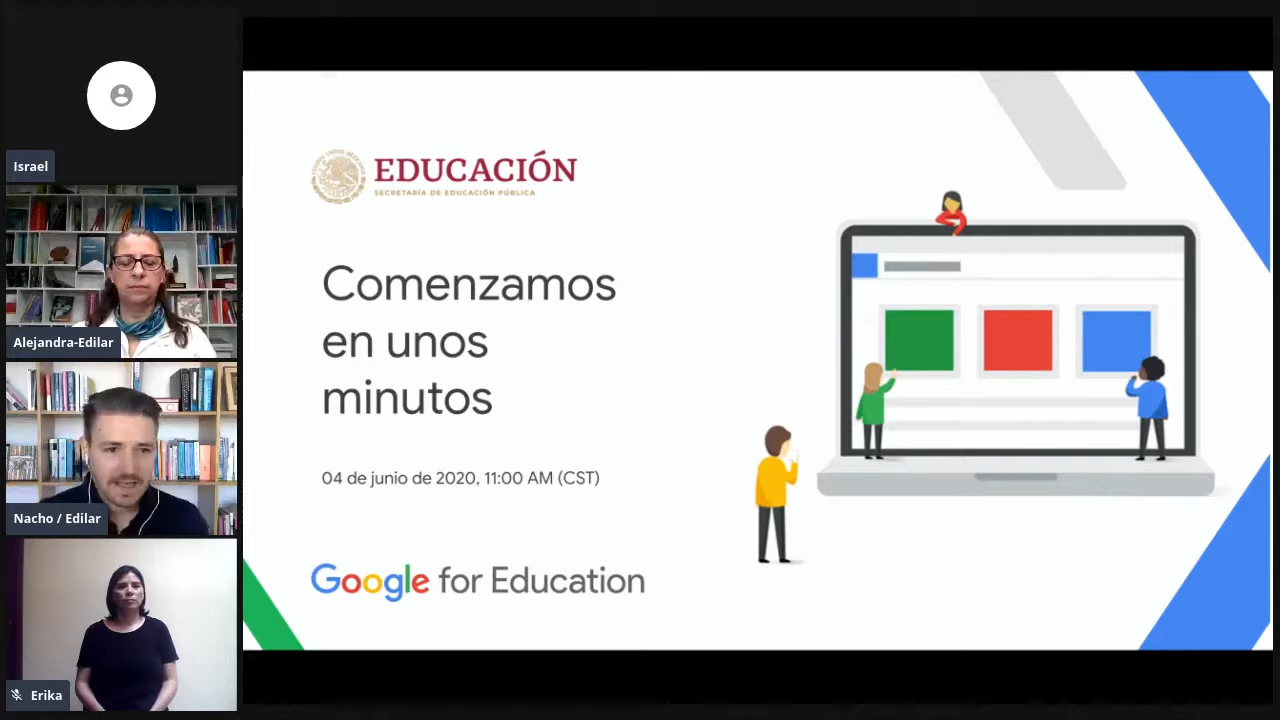 Israel
Alejandra-Edilar
Nacho / Edilar
Erika
EDUCACIÓN
SECRETARÍA DE EDUCACIÓN PÚBLICA
Comenzamos
en unos
minutos
04 de junio de 2020, 11:00 AM (CST)
Google for Education